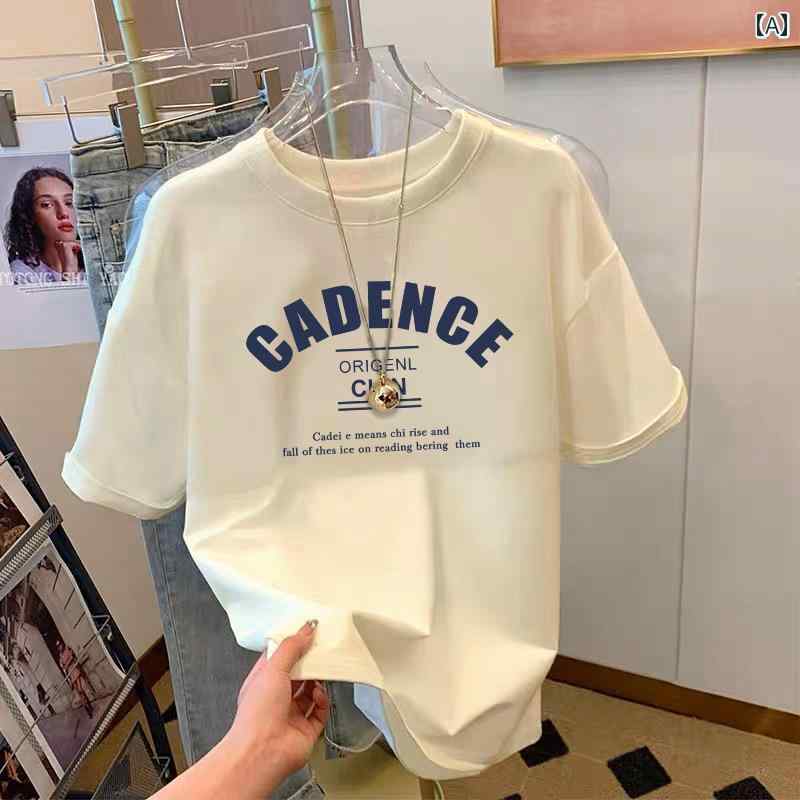 【A】
CADENCE
ORIGENL
Cadei e means chi rise and
fall of thes ice on reading bering them